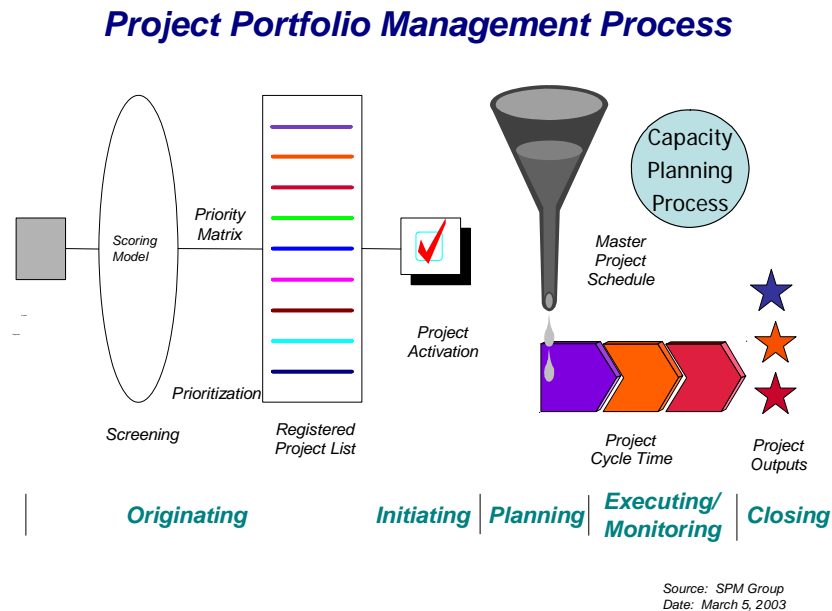 Project Portfolio Management Process
Capacity
Planning
Process
Scoring
Model
Priority
Matrix
Master
Project
Schedule
Project
Activation
Prioritization
Screening
Registered
Project List
Project
Cycle Time
Project
Outputs
Originating
Initiating
Planning
Executing/
Monitoring
Closing
Source: SPM Group
Date: March 5, 2003